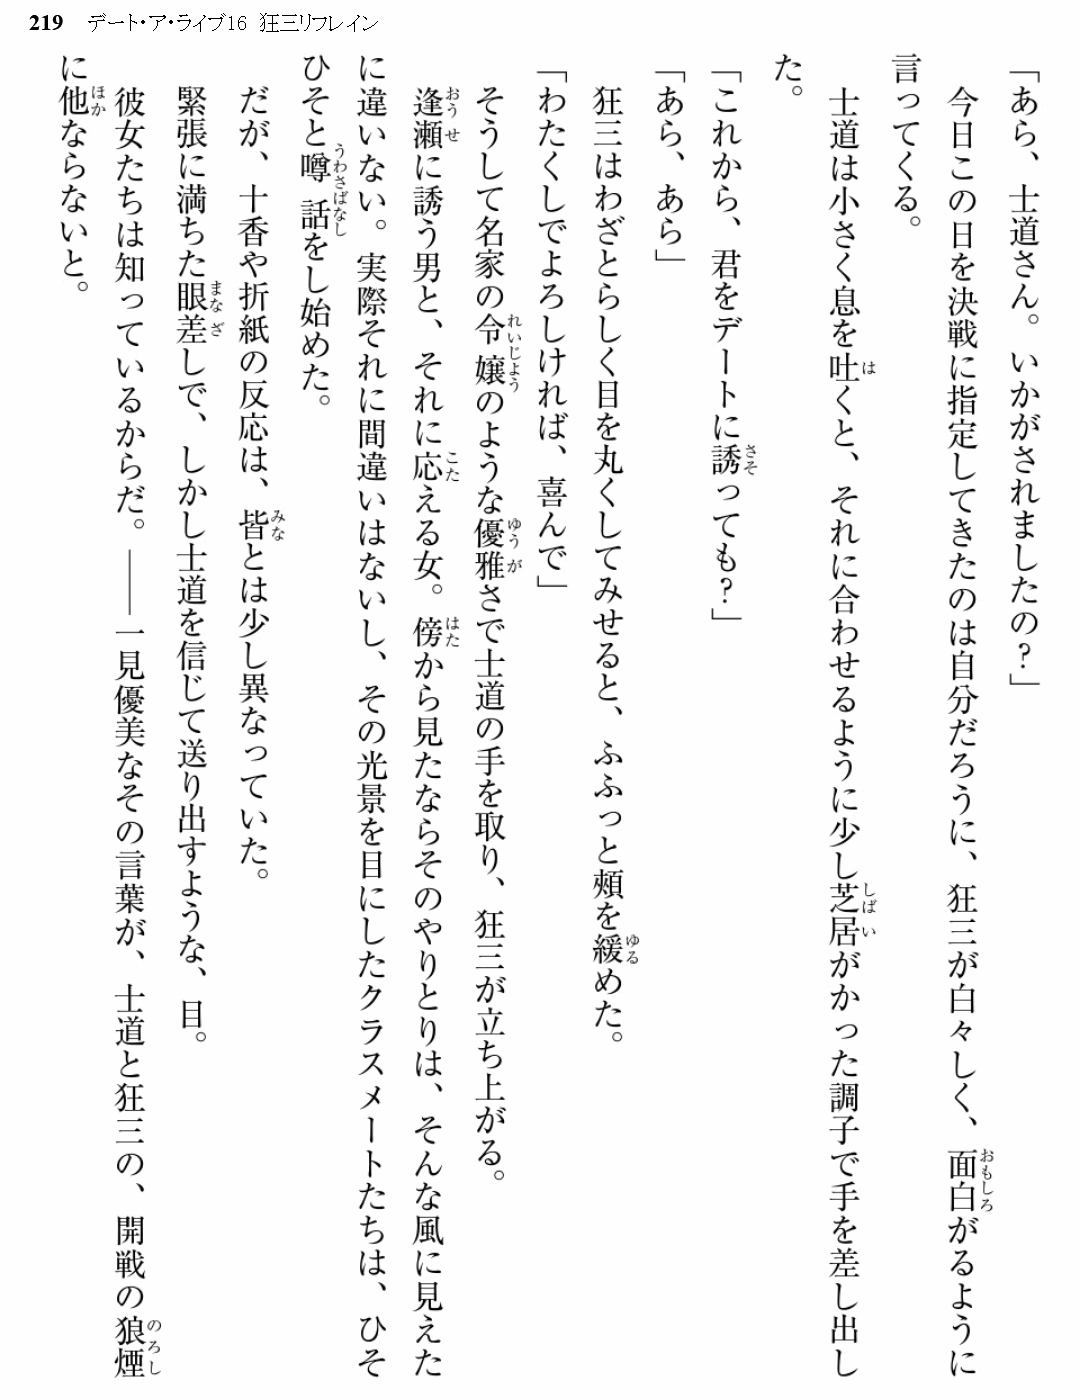 219 デート・ア・ライブ16 狂三リフレイン
「あら、士道さん。いかがされましたの？」
今日この日を決戦に指定してきたのは自分だろうに、狂三が白々しく、面白がるように
言ってくる。
士道は小さく息を吐くと、それに合わせるように少し芝居がかった調子で手を差し出し
た。
「これから、君をデートに誘っても？」
「あら、あら」
狂三はわざとらしく目を丸くしてみせると、ふふっと頰を緩めた。
「わたくしでよろしければ、喜んで」
そうして名家の令嬢のような優雅さで士道の手を取り、狂三が立ち上がる。
逢瀬に誘う男と、それに応える女。傍から見たならそのやりとりは、そんな風に見えた
に違いない。実際それに間違いはないし、その光景を目にしたクラスメートたちは、ひそ
ひそと噂話をし始めた。
だが、十香や折紙の反応は、皆とは少し異なっていた。
緊張に満ちた眼差しで、しかし士道を信じて送り出すような、目。
彼女たちは知っているからだ。――一見優美なその言葉が、士道と狂三の、開戦の狼煙
に他ならないと。